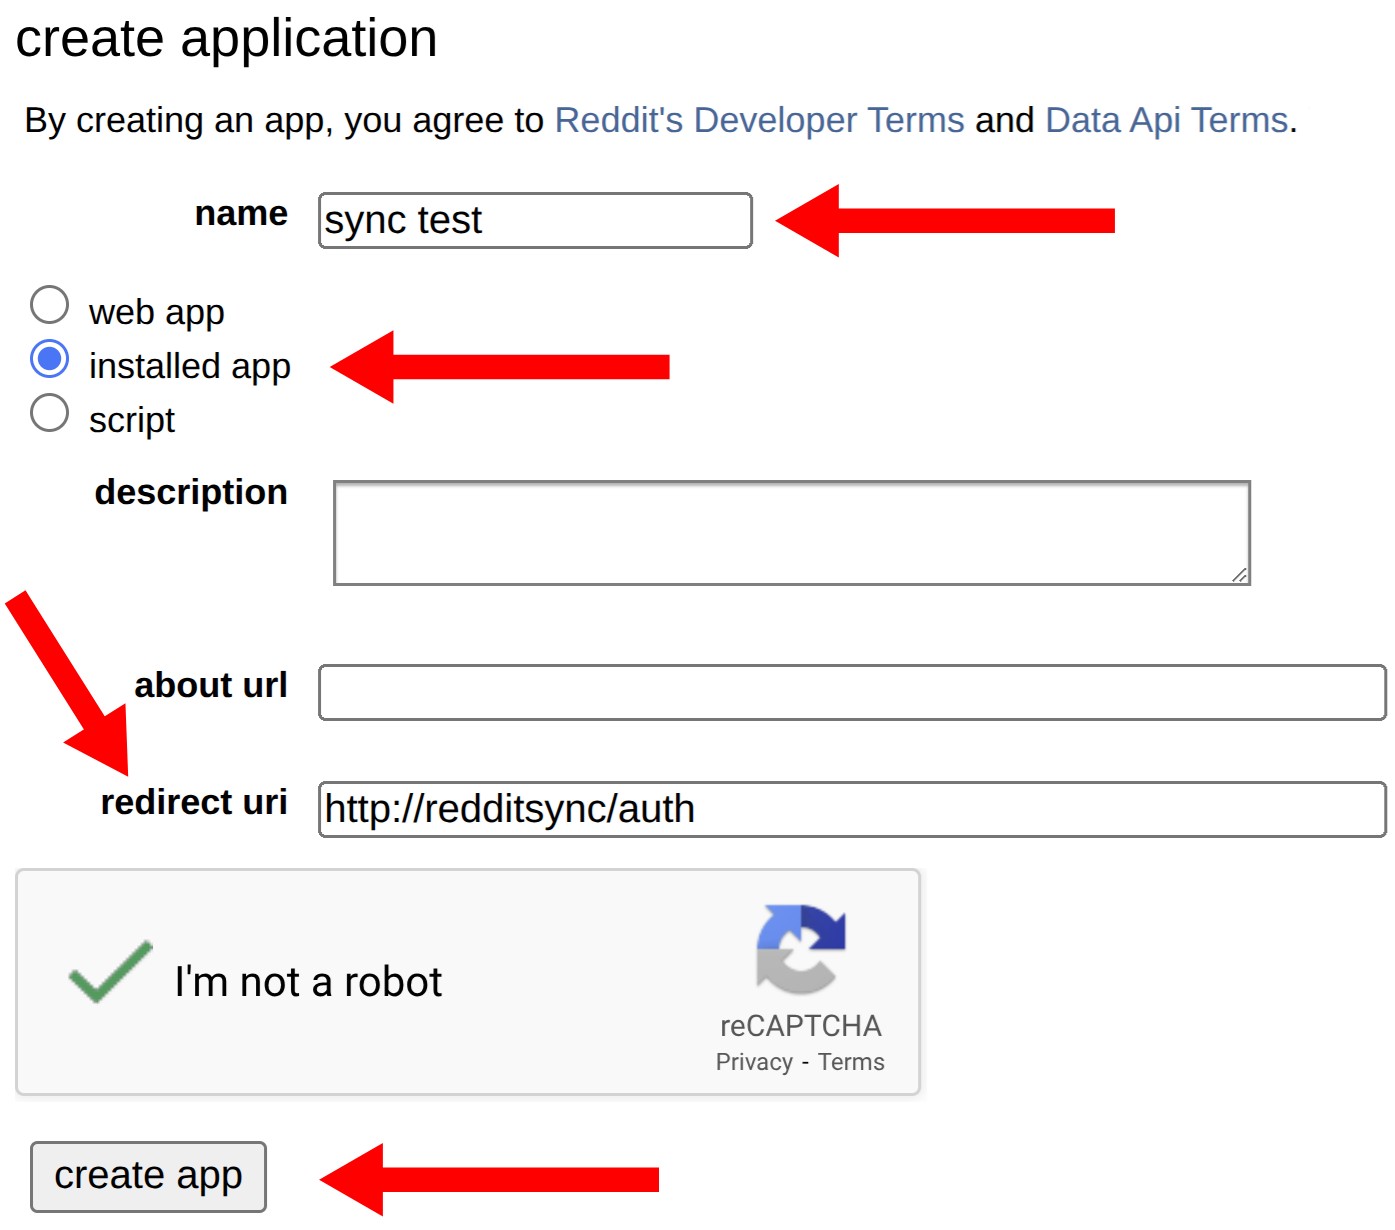 create application
By creating an app, you agree to Reddit's Developer Terms and Data Api Terms.
name
sync test
web app
installed app
script
description
about url
redirect uri
http://redditsync/auth
I'm not a robot
reCAPTCHA
Privacy - Terms
create app